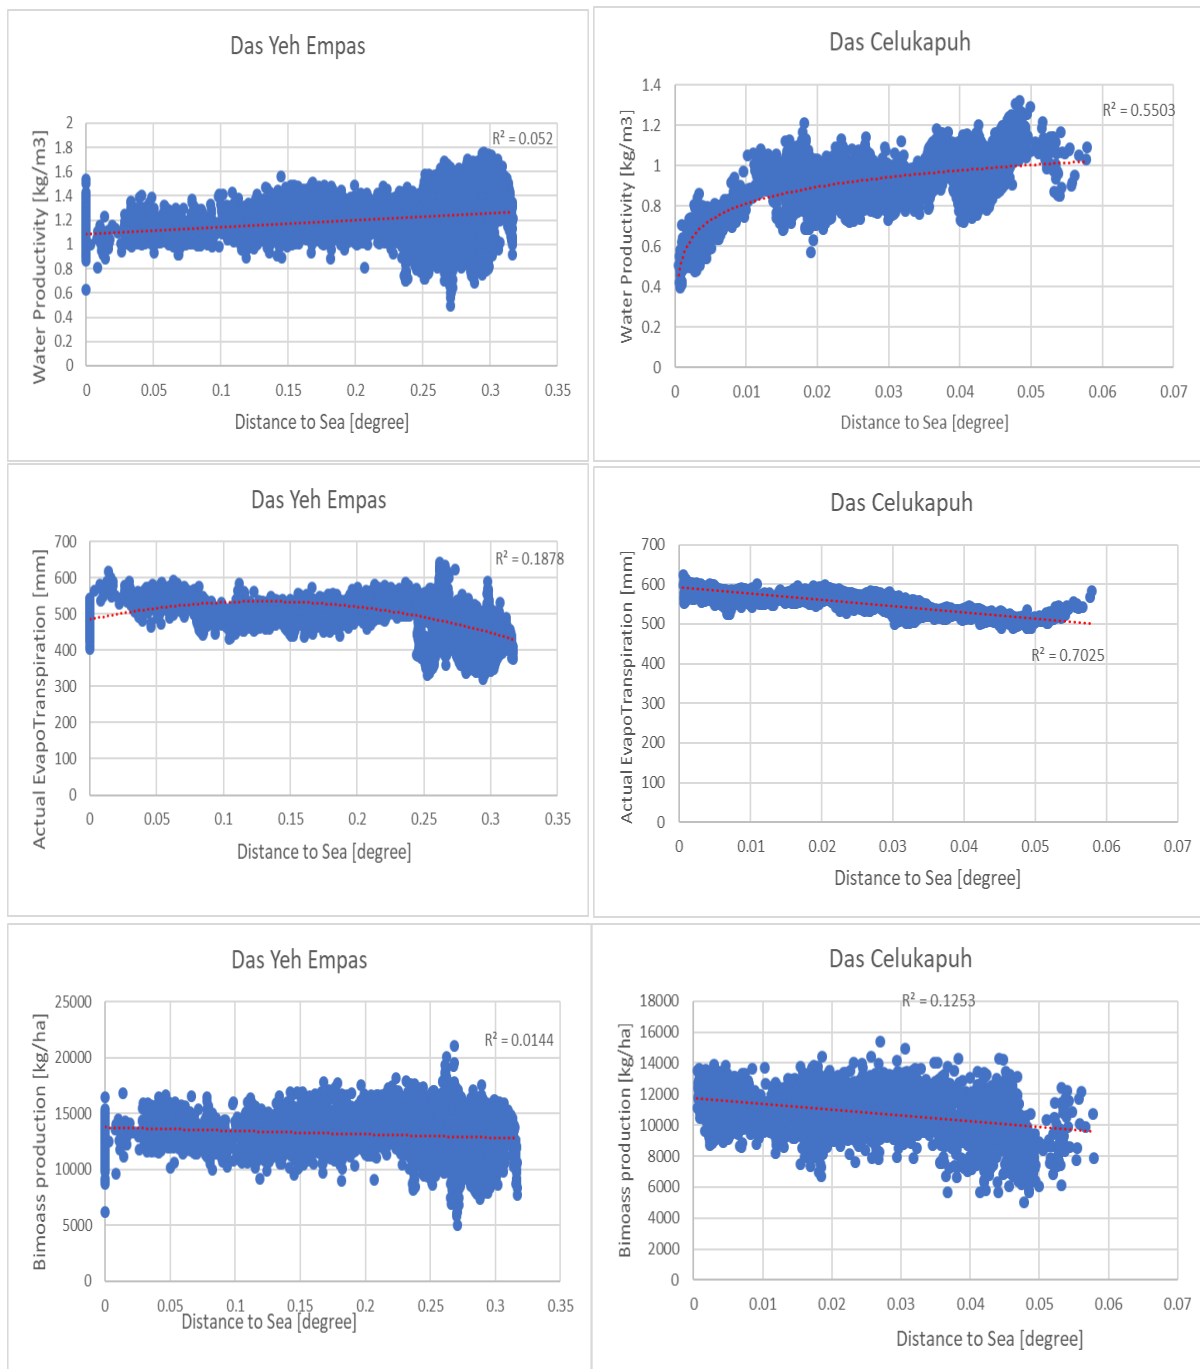 Das Yeh Empas
R² = 0.052
Water Productivity [kg/m3]
2
1.8
1.6
1.4
1.2
1
0.8
0.6
0.4
0.2
0
0 0.05 0.1 0.15 0.2 0.25 0.3 0.35
Distance to Sea [degree]
Das Celukapuh
R² = 0.5503
Water Productivity [kg/m3]
1.4
1.2
1
0.8
0.6
0.4
0.2
0
0 0.01 0.02 0.03 0.04 0.05 0.06 0.07
Distance to Sea [degree]
Das Yeh Empas
R² = 0.1878
Actual EvapoTranspiration [mm]
700
600
500
400
300
200
100
0
0 0.05 0.1 0.15 0.2 0.25 0.3 0.35
Distance to Sea [degree]
Das Celukapuh
R² = 0.7025
Actual EvapoTranspiration [mm]
700
600
500
400
300
200
100
0
0 0.01 0.02 0.03 0.04 0.05 0.06 0.07
Distance to Sea [degree]
Das Yeh Empas
R² = 0.0144
Bimoass production [kg/ha]
25000
20000
15000
10000
5000
0
0 0.05 0.1 0.15 0.2 0.25 0.3 0.35
Distance to Sea [degree]
Das Celukapuh
R² = 0.1253
Bimoass production [kg/ha]
18000
16000
14000
12000
10000
8000
6000
4000
2000
0
0 0.01 0.02 0.03 0.04 0.05 0.06 0.07
Distance to Sea [degree]